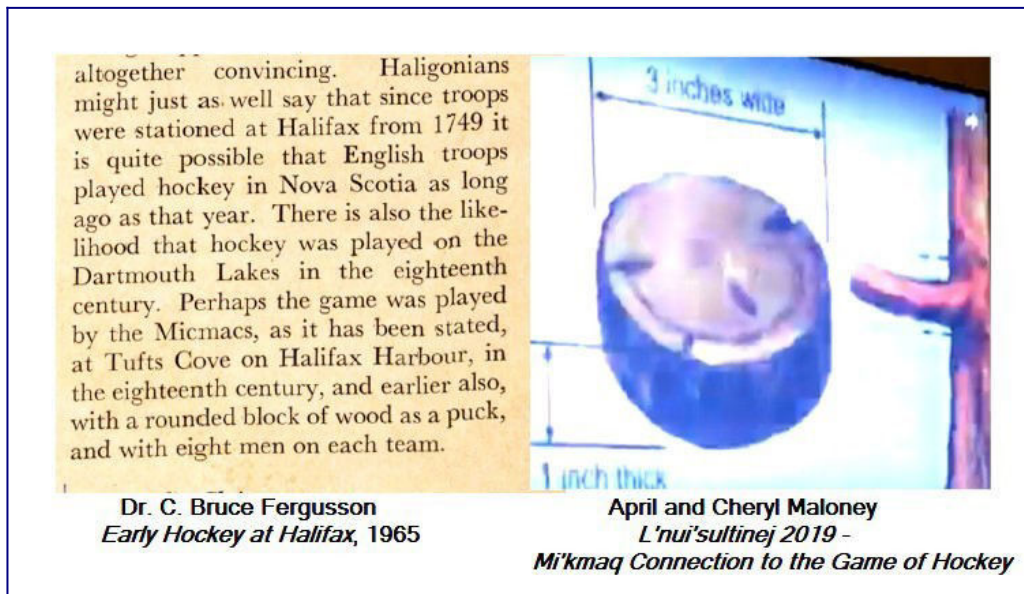 altogether convincing. Haligonians
might just as well say that since troops
were stationed at Halifax from 1749 it
is quite possible that English troops
played hockey in Nova Scotia as long
ago as that year. There is also the like-
lihood that hockey was played on the
Dartmouth Lakes in the eighteenth
century. Perhaps the game was played
by the Micmacs, as it has been stated,
at Tufts Cove on Halifax Harbour, in
the eighteenth century, and earlier also,
with a rounded block of wood as a puck,
and with eight men on each team.
Dr. C. Bruce Fergusson
Early Hockey at Halifax, 1965
3 inches wide
1 inch thick
April and Cheryl Maloney
L'nui'sultinej 2019 -
Mi'kmaq Connection to the Game of Hockey